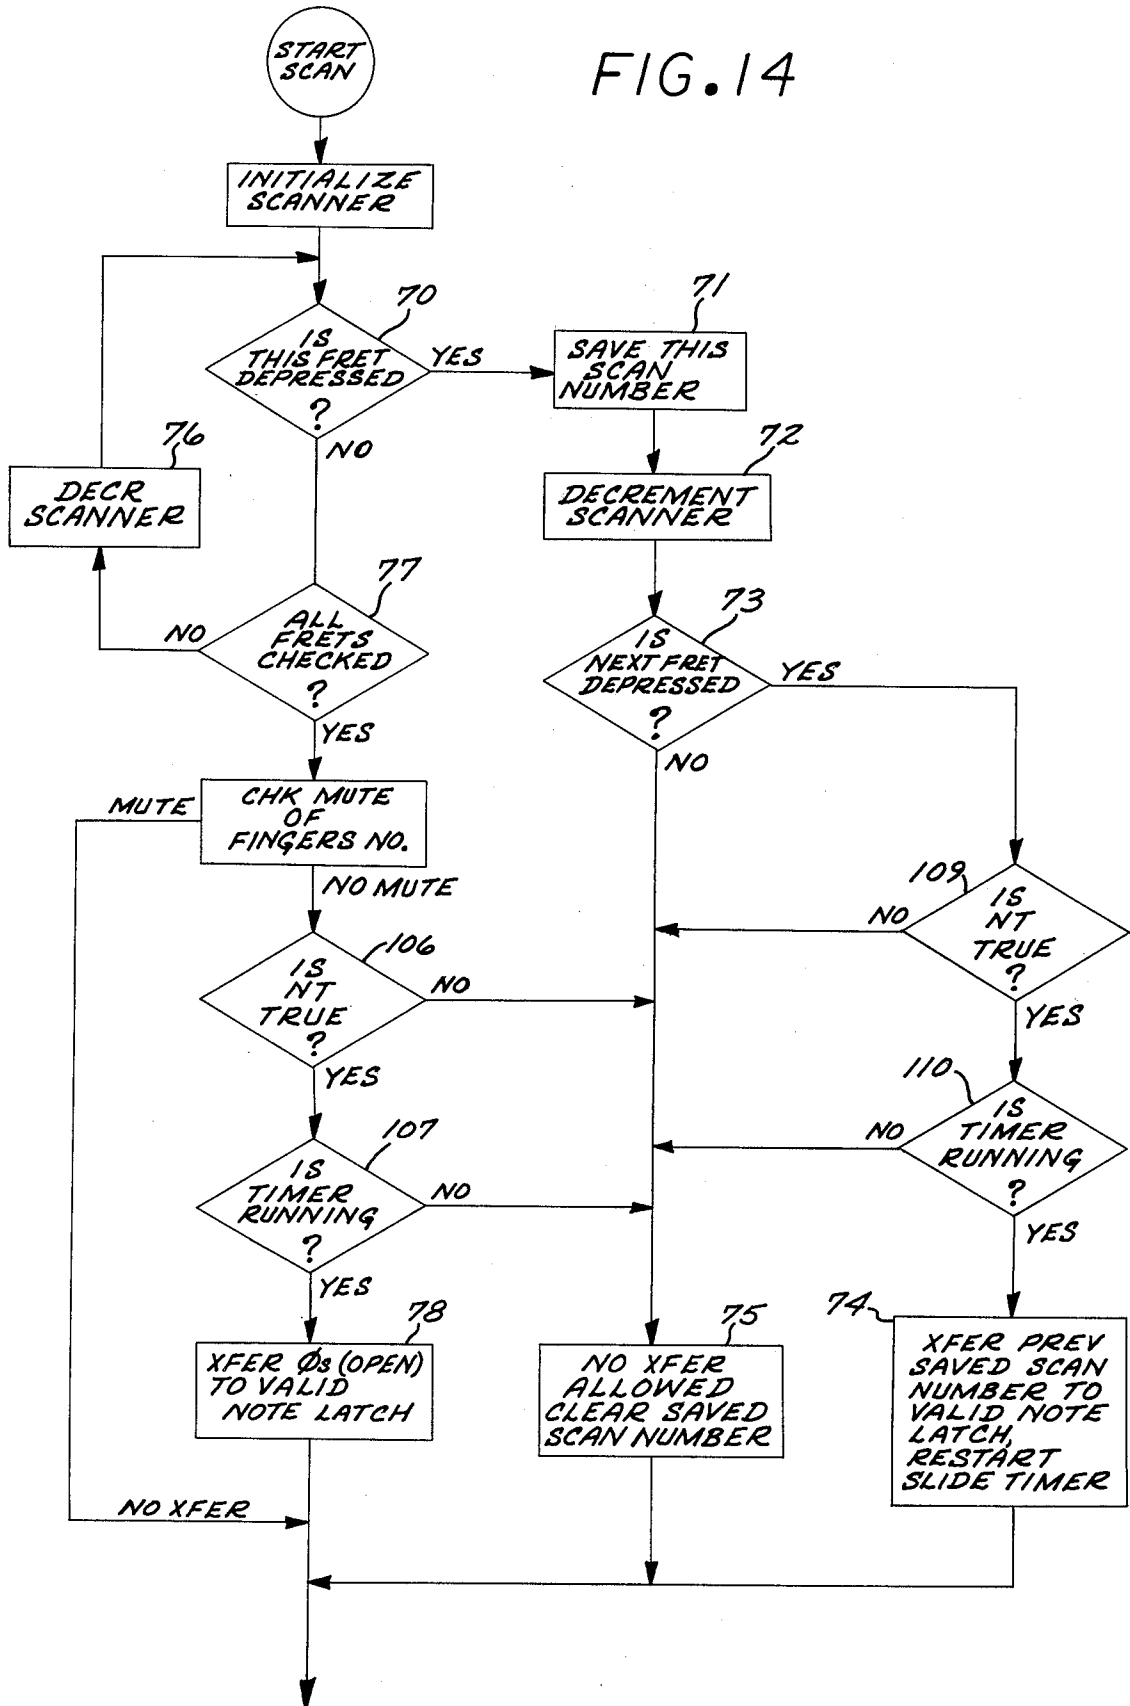 START
SCAN
FIG.14
INITIALIZE
SCANNER
70
IS
THIS FRET
DEPRESSED
?
YES
NO
71
SAVE THIS
SCAN
NUMBER
76
DECR
SCANNER
72
DECREMENT
SCANNER
77
ALL
FRETS
CHECKED
?
NO
YES
73
IS
NEXT FRET
DEPRESSED
?
YES
NO
MUTE
CHK MUTE
OF
FINGERS NO.
NO MUTE
109
IS
NT
TRUE
?
NO
YES
106
IS
NT
TRUE
?
NO
YES
110
IS
TIMER
RUNNING
?
NO
YES
107
IS
TIMER
RUNNING
?
NO
YES
78
XFER Øs (OPEN)
TO VALID
NOTE LATCH
75
NO XFER
ALLOWED
CLEAR SAVED
SCAN NUMBER
74
XFER PREV
SAVED SCAN
NUMBER TO
VALID NOTE
LATCH,
RESTART
SLIDE TIMER
NO XFER